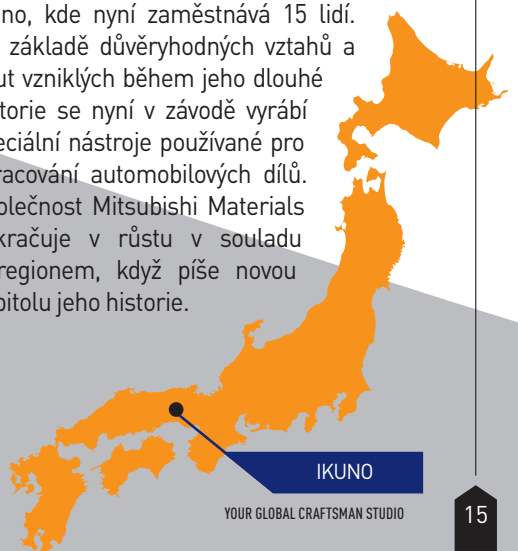 no, kde nyní zaměstnává 15 lidí.
základě důvěryhodných vztahů a
ut vzniklých během jeho dlouhé
torie se nyní v závodě vyrábí
eciální nástroje používané pro
racování automobilových dílů.
olečnost Mitsubishi Materials
kračuje v růstu v souladu
regionem, když píše novou
pitolu jeho historie.
IKUNO
YOUR GLOBAL CRAFTSMAN STUDIO
15